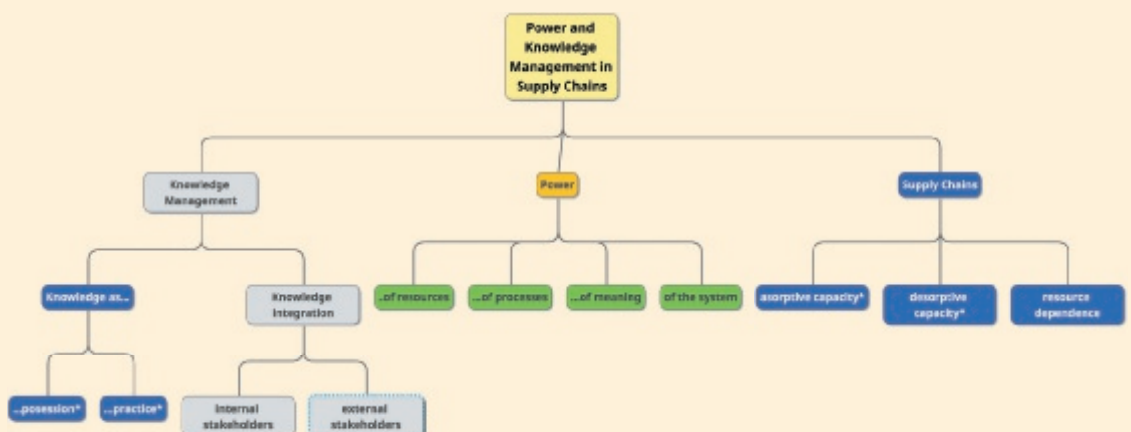 Power and
Knowledge
Management in
Supply Chains
Knowledge
Management
Power
Supply Chains
Knowledge as...
Knowledge
Integration
..of resources
...of processes
...of meaning
of the system
asorptive capacity*
desorptive
capacity*
resource
dependence
...posession*
...practice*
Internal
stakeholders
external
stakeholders